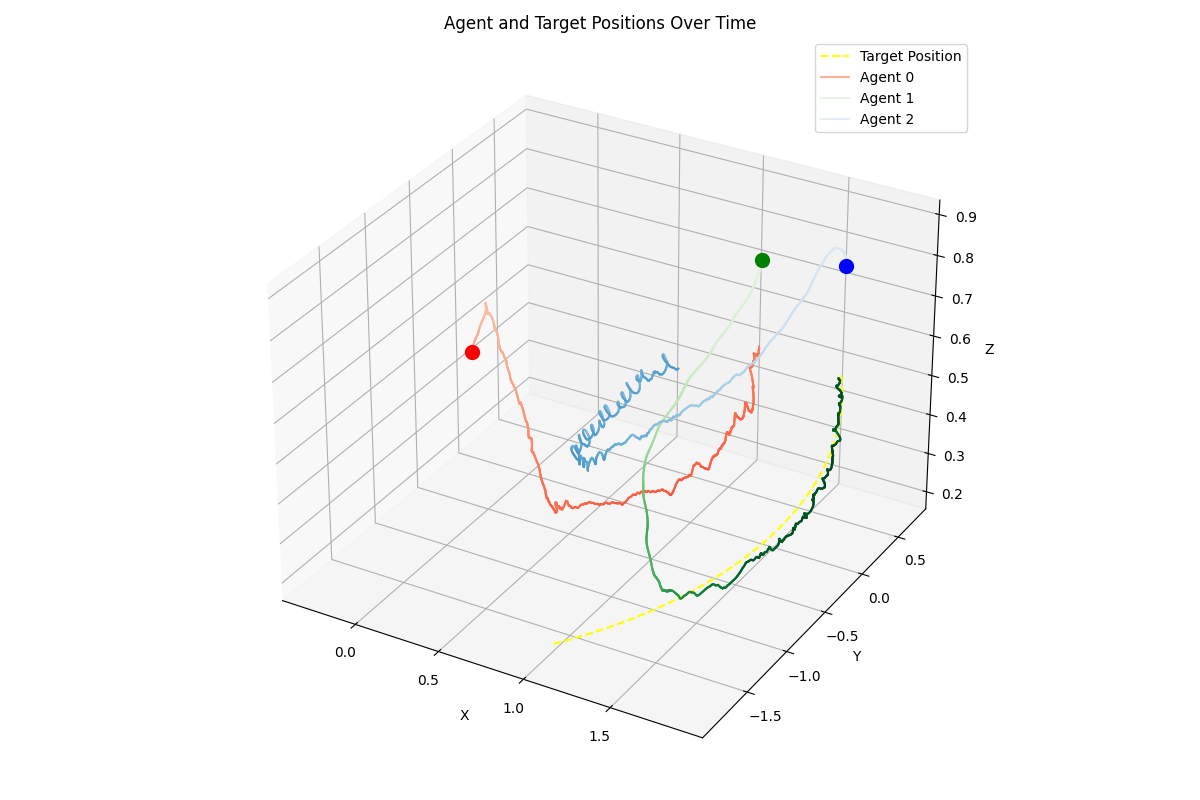 Agent and Target Positions Over Time
Target Position
Agent 0
Agent 1
Agent 2
0.9
0.8
0.7
0.6
0.5
0.4
0.3
0.2
Z
0.5
0.0
−0.5
−1.0
−1.5
Y
0.0
0.5
1.0
1.5
X